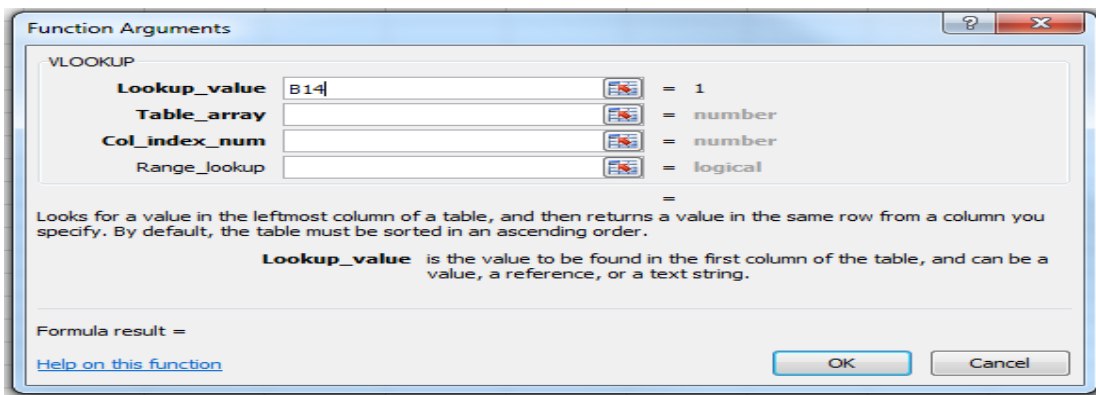 Function Arguments
VLOOKUP
Lookup_value B14 = 1
Table_array = number
Col_index_num = number
Range_lookup = logical
=
Looks for a value in the leftmost column of a table, and then returns a value in the same row from a column you
specify. By default, the table must be sorted in an ascending order.
Lookup_value is the value to be found in the first column of the table, and can be a
value, a reference, or a text string.
Formula result =
Help on this function OK Cancel